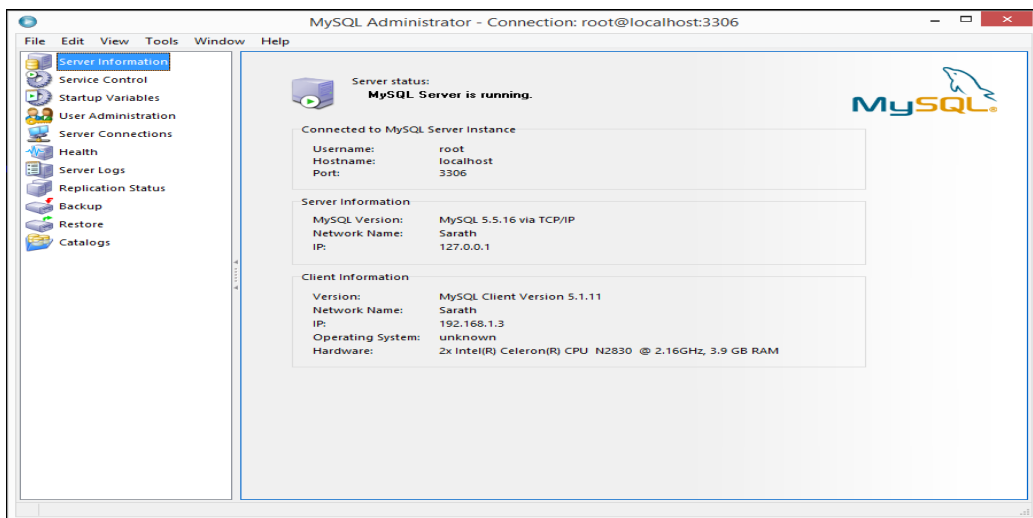 MySQL Administrator - Connection: root@localhost:3306
File Edit View Tools Window Help
Server Information
Service Control
Startup Variables
User Administration
Server Connections
Health
Server Logs
Replication Status
Backup
Restore
Catalogs
Server status:
MySQL Server is running.
MySQL®
Connected to MySQL Server Instance
Username: root
Hostname: localhost
Port: 3306
Server Information
MySQL Version: MySQL 5.5.16 via TCP/IP
Network Name: Sarath
IP: 127.0.0.1
Client Information
Version: MySQL Client Version 5.1.11
Network Name: Sarath
IP: 192.168.1.3
Operating System: unknown
Hardware: 2x Intel(R) Celeron(R) CPU N2830 @ 2.16GHz, 3.9 GB RAM